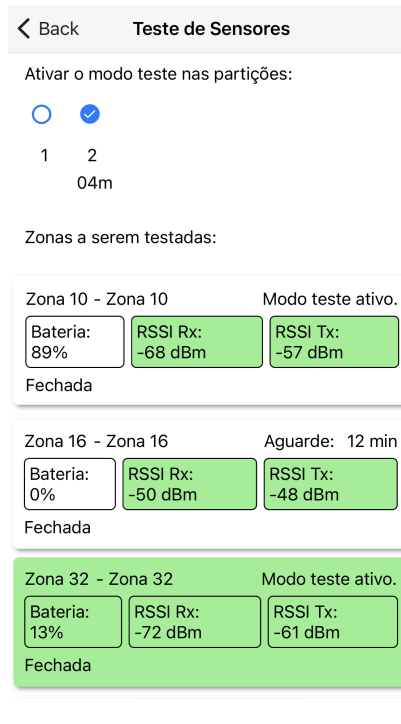 Back Teste de Sensores
Ativar o modo teste nas partições:
1 2
04m
Zonas a serem testadas:
Zona 10 - Zona 10 Modo teste ativo.
Bateria: RSSI Rx: RSSI Tx:
89% -68 dBm -57 dBm
Fechada
Zona 16 - Zona 16 Aguarde: 12 min
Bateria: RSSI Rx: RSSI Tx:
0% -50 dBm -48 dBm
Fechada
Zona 32 - Zona 32 Modo teste ativo.
Bateria: RSSI Rx: RSSI Tx:
13% -72 dBm -61 dBm
Fechada